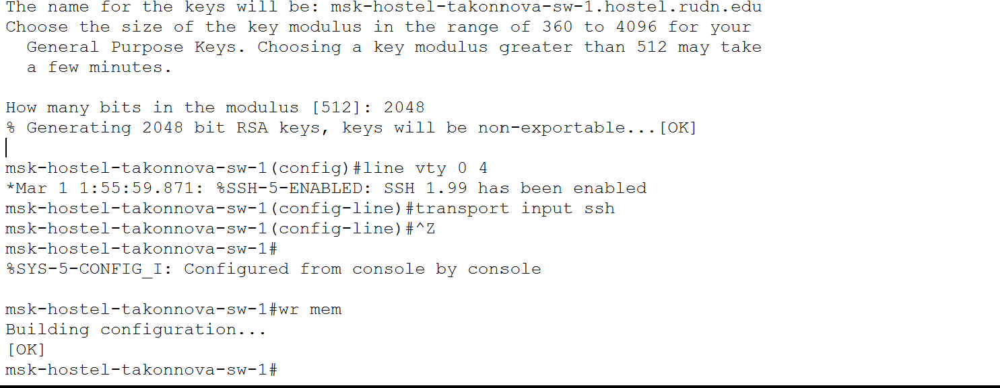 The name for the keys will be: msk-hostel-takonnova-sw-1.hostel.rudn.edu
Choose the size of the key modulus in the range of 360 to 4096 for your
General Purpose Keys. Choosing a key modulus greater than 512 may take
a few minutes.
How many bits in the modulus [512]: 2048
% Generating 2048 bit RSA keys, keys will be non-exportable...[OK]
msk-hostel-takonnova-sw-1(config)#line vty 0 4
*Mar 1 1:55:59.871: %SSH-5-ENABLED: SSH 1.99 has been enabled
msk-hostel-takonnova-sw-1(config-line)#transport input ssh
msk-hostel-takonnova-sw-1(config-line)#^Z
msk-hostel-takonnova-sw-1#
%SYS-5-CONFIG_I: Configured from console by console
msk-hostel-takonnova-sw-1#wr mem
Building configuration...
[OK]
msk-hostel-takonnova-sw-1#